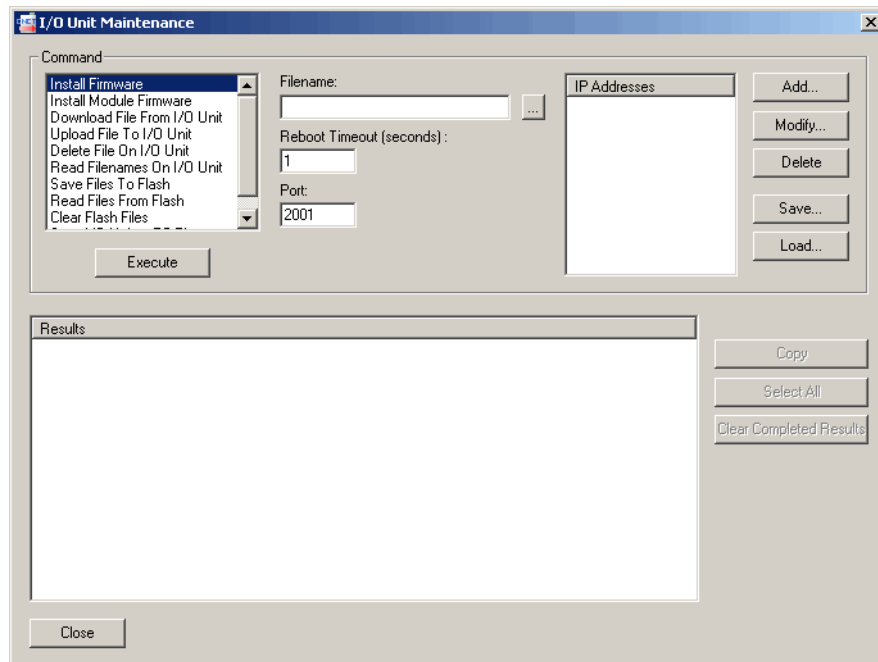 I/O Unit Maintenance
Command
Install Firmware
Install Module Firmware
Download File From I/O Unit
Upload File To I/O Unit
Delete File On I/O Unit
Read Filenames On I/O Unit
Save Files To Flash
Read Files From Flash
Clear Flash Files
Execute
Filename:
...
Reboot Timeout (seconds) :
1
Port:
2001
IP Addresses
Add...
Modify...
Delete
Save...
Load...
Results
Copy
Select All
Clear Completed Results
Close